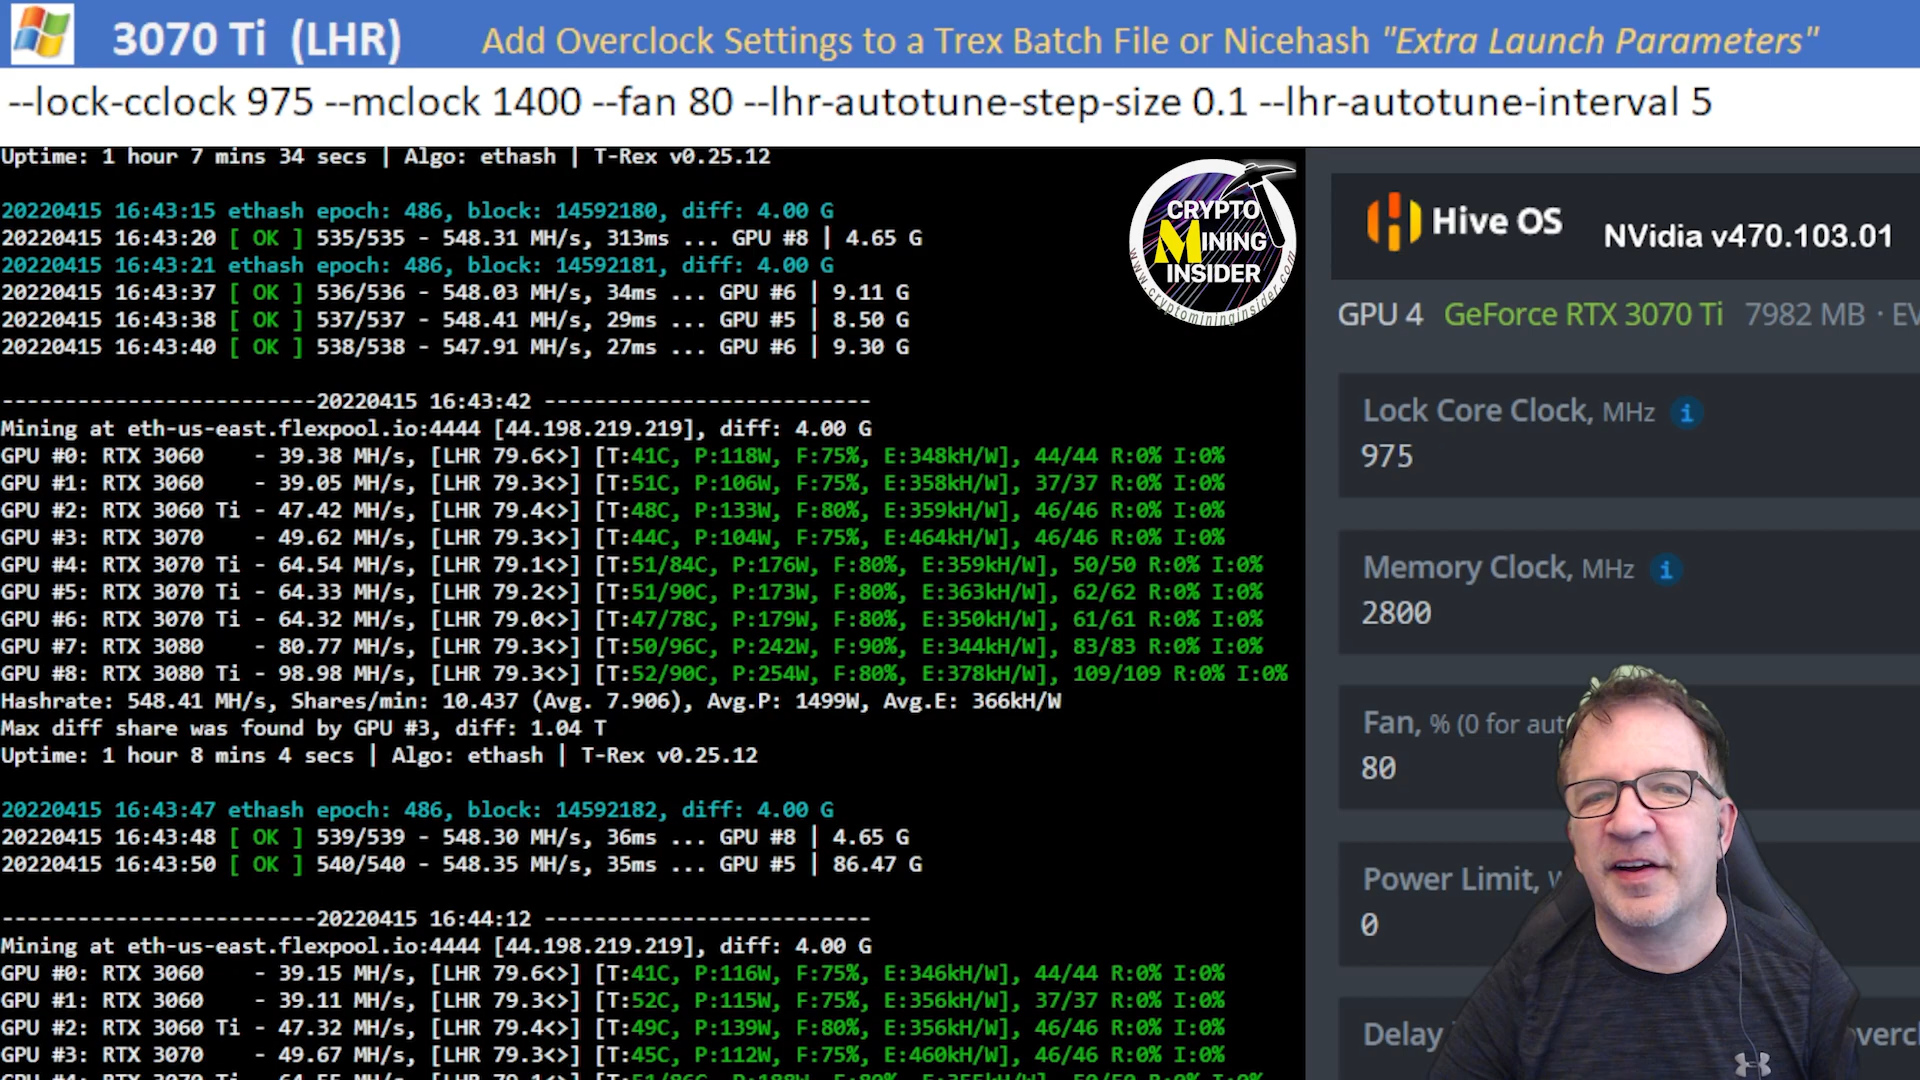 3070 Ti (LHR) Add Overclock Settings to a Trex Batch File or Nicehash "Extra Launch Parameters"
--lock-cclock 975 --mclock 1400 --fan 80 --lhr-autotune-step-size 0.1 --lhr-autotune-interval 5
Uptime: 1 hour 7 mins 34 secs | Algo: ethash | T-Rex v0.25.12
20220415 16:43:15 ethash epoch: 486, block: 14592180, diff: 4.00 G
20220415 16:43:20 [ OK ] 535/535 - 548.31 MH/s, 313ms ... GPU #8 | 4.65 G
20220415 16:43:21 ethash epoch: 486, block: 14592181, diff: 4.00 G
20220415 16:43:37 [ OK ] 536/536 - 548.03 MH/s, 34ms ... GPU #6 | 9.11 G
20220415 16:43:38 [ OK ] 537/537 - 548.41 MH/s, 29ms ... GPU #5 | 8.50 G
20220415 16:43:40 [ OK ] 538/538 - 547.91 MH/s, 27ms ... GPU #6 | 9.30 G
-------------------------20220415 16:43:42 --------------------------
Mining at eth-us-east.flexpool.io:4444 [44.198.219.219], diff: 4.00 G
GPU #0: RTX 3060    - 39.38 MH/s, [LHR 79.6<>] [T:41C, P:118W, F:75%, E:348kH/W], 44/44 R:0% I:0%
GPU #1: RTX 3060    - 39.05 MH/s, [LHR 79.3<>] [T:51C, P:106W, F:75%, E:358kH/W], 37/37 R:0% I:0%
GPU #2: RTX 3060 Ti - 47.42 MH/s, [LHR 79.4<>] [T:48C, P:133W, F:80%, E:359kH/W], 46/46 R:0% I:0%
GPU #3: RTX 3070    - 49.62 MH/s, [LHR 79.3<>] [T:44C, P:104W, F:75%, E:464kH/W], 46/46 R:0% I:0%
GPU #4: RTX 3070 Ti - 64.54 MH/s, [LHR 79.1<>] [T:51/84C, P:176W, F:80%, E:359kH/W], 50/50 R:0% I:0%
GPU #5: RTX 3070 Ti - 64.33 MH/s, [LHR 79.2<>] [T:51/90C, P:173W, F:80%, E:363kH/W], 62/62 R:0% I:0%
GPU #6: RTX 3070 Ti - 64.32 MH/s, [LHR 79.0<>] [T:47/78C, P:179W, F:80%, E:350kH/W], 61/61 R:0% I:0%
GPU #7: RTX 3080    - 80.77 MH/s, [LHR 79.3<>] [T:50/96C, P:242W, F:90%, E:344kH/W], 83/83 R:0% I:0%
GPU #8: RTX 3080 Ti - 98.98 MH/s, [LHR 79.3<>] [T:52/90C, P:254W, F:80%, E:378kH/W], 109/109 R:0% I:0%
Hashrate: 548.41 MH/s, Shares/min: 10.437 (Avg. 7.906), Avg.P: 1499W, Avg.E: 366kH/W
Max diff share was found by GPU #3, diff: 1.04 T
Uptime: 1 hour 8 mins 4 secs | Algo: ethash | T-Rex v0.25.12
20220415 16:43:47 ethash epoch: 486, block: 14592182, diff: 4.00 G
20220415 16:43:48 [ OK ] 539/539 - 548.30 MH/s, 36ms ... GPU #8 | 4.65 G
20220415 16:43:50 [ OK ] 540/540 - 548.35 MH/s, 35ms ... GPU #5 | 86.47 G
-------------------------20220415 16:44:12 --------------------------
Mining at eth-us-east.flexpool.io:4444 [44.198.219.219], diff: 4.00 G
GPU #0: RTX 3060    - 39.15 MH/s, [LHR 79.6<>] [T:41C, P:116W, F:75%, E:346kH/W], 44/44 R:0% I:0%
GPU #1: RTX 3060    - 39.11 MH/s, [LHR 79.3<>] [T:52C, P:115W, F:75%, E:356kH/W], 37/37 R:0% I:0%
GPU #2: RTX 3060 Ti - 47.32 MH/s, [LHR 79.4<>] [T:49C, P:139W, F:80%, E:356kH/W], 46/46 R:0% I:0%
GPU #3: RTX 3070    - 49.67 MH/s, [LHR 79.3<>] [T:45C, P:112W, F:75%, E:460kH/W], 46/46 R:0% I:0%
CRYPTO
MINING
INSIDER
www.cryptomininginsider.com
Hive OS NVidia v470.103.01
GPU 4 GeForce RTX 3070 Ti 7982 MB · EV
Lock Core Clock, MHz i
975
Memory Clock, MHz i
2800
Fan, % (0 for aut
80
Power Limit,
0
Delay